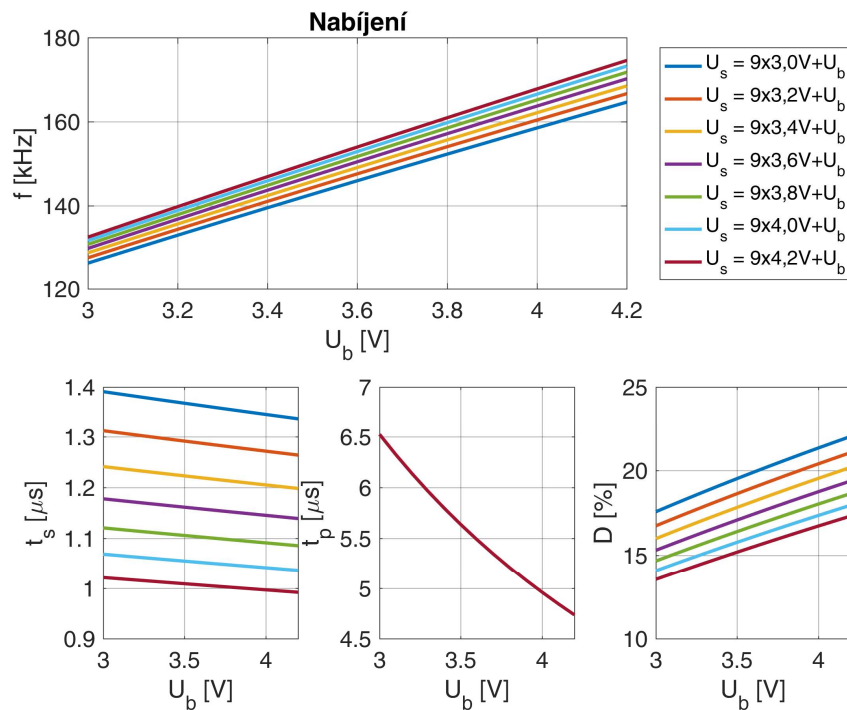 Nabíjení
180
160
140
120
f [kHz]
3 3.2 3.4 3.6 3.8 4 4.2
U_b [V]
U_s = 9x3,0V+U_b
U_s = 9x3,2V+U_b
U_s = 9x3,4V+U_b
U_s = 9x3,6V+U_b
U_s = 9x3,8V+U_b
U_s = 9x4,0V+U_b
U_s = 9x4,2V+U_b
1.4
1.3
1.2
1.1
1
0.9
t_s [μs]
3 3.5 4
U_b [V]
7
6.5
6
5.5
5
4.5
t_p [μs]
3 3.5 4
U_b [V]
25
20
15
10
D [%]
3 3.5 4
U_b [V]